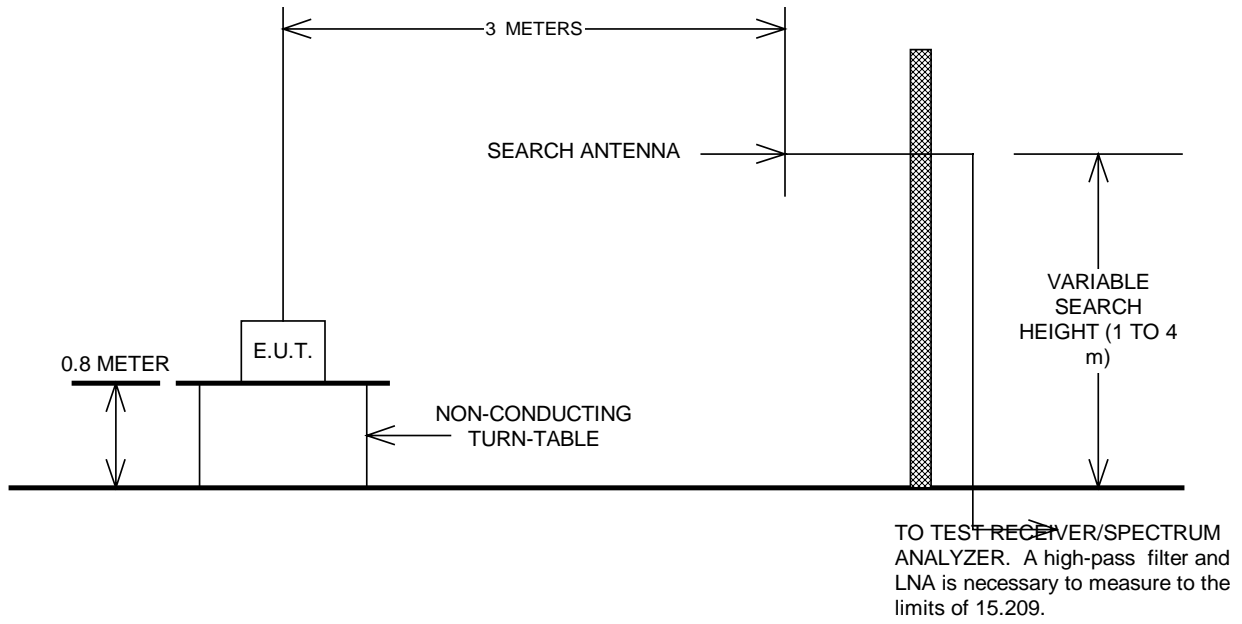 3 METERS
SEARCH ANTENNA
VARIABLE
SEARCH
HEIGHT (1 TO 4
m)
E.U.T.
0.8 METER
NON-CONDUCTING
TURN-TABLE
TO TEST RECEIVER/SPECTRUM
ANALYZER. A high-pass filter and
LNA is necessary to measure to the
limits of 15.209.